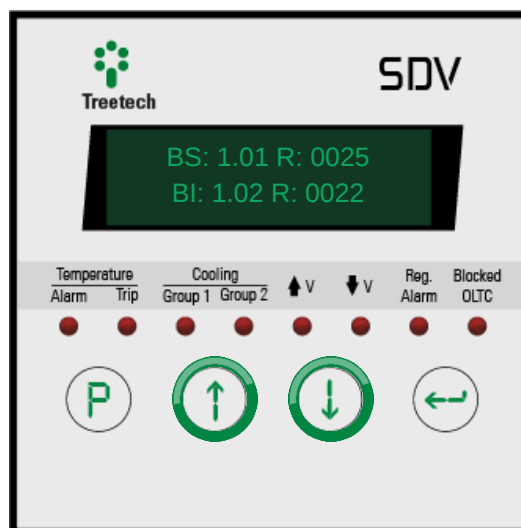 Treetech
SDV
BS: 1.01 R: 0025
BI: 1.02 R: 0022
Temperature
Alarm Trip
Cooling
Group 1 Group 2
V
V
Reg.
Alarm
Blocked
OLTC
P